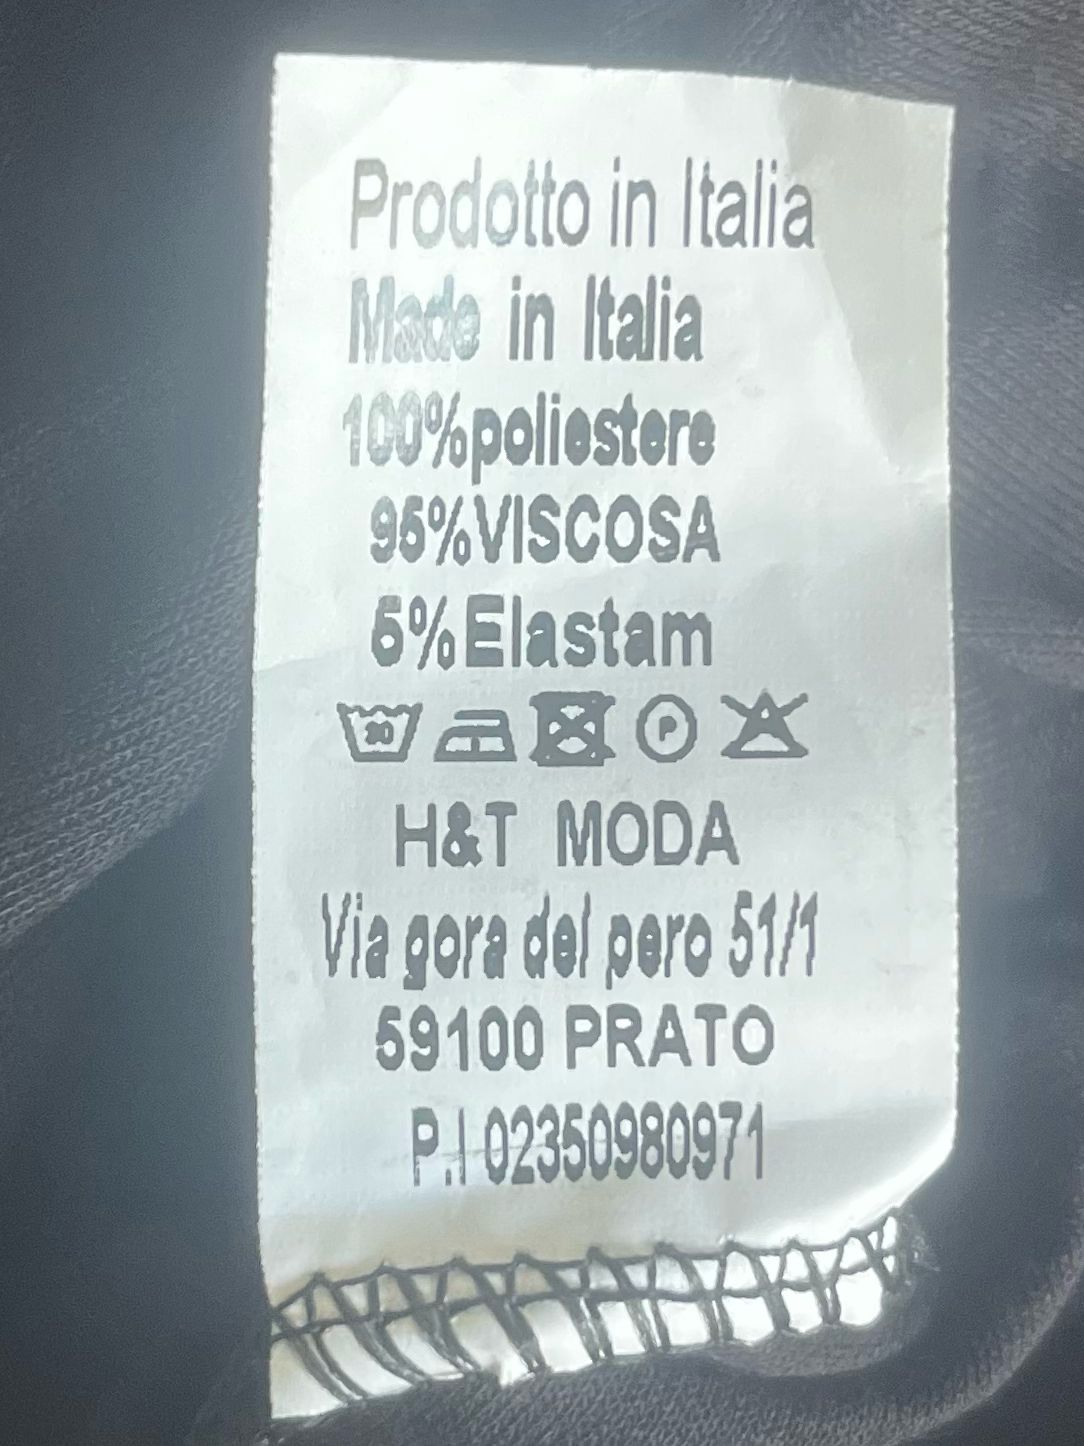 Prodotto in Italia
Made in Italia
100%poliestere
95%VISCOSA
5%Elastam
30 P
H&T MODA
Via gora del pero 51/1
59100 PRATO
P.I 02350980971